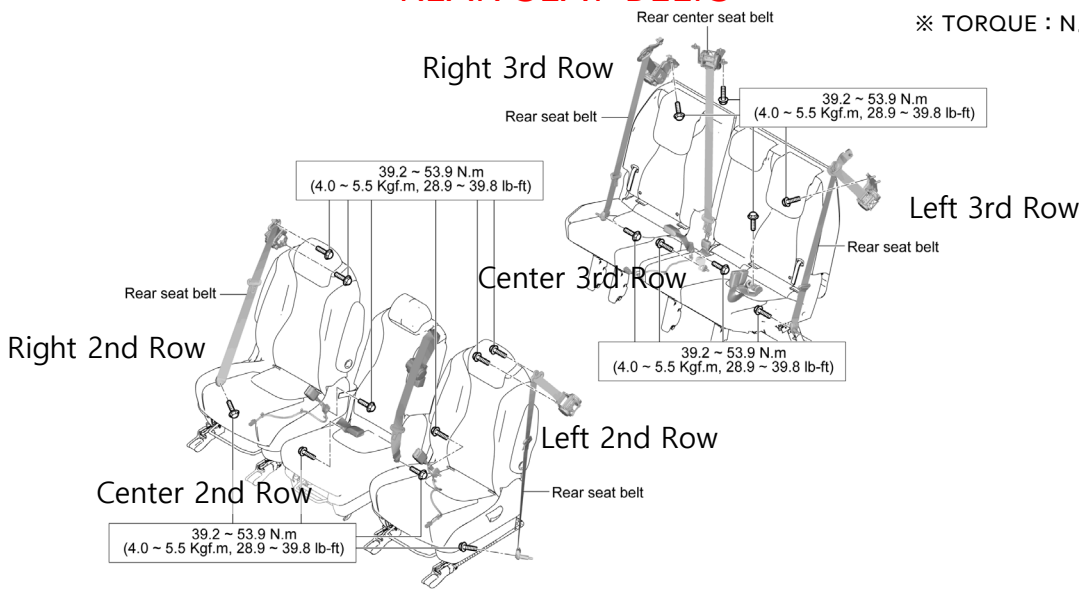 Rear center seat belt
※ TORQUE : N
Right 3rd Row
39.2 ~ 53.9 N.m
(4.0 ~ 5.5 Kgf.m, 28.9 ~ 39.8 lb-ft)
Rear seat belt
39.2 ~ 53.9 N.m
(4.0 ~ 5.5 Kgf.m, 28.9 ~ 39.8 lb-ft)
Left 3rd Row
Rear seat belt
Center 3rd Row
Rear seat belt
Right 2nd Row
39.2 ~ 53.9 N.m
(4.0 ~ 5.5 Kgf.m, 28.9 ~ 39.8 lb-ft)
Left 2nd Row
Center 2nd Row
Rear seat belt
39.2 ~ 53.9 N.m
(4.0 ~ 5.5 Kgf.m, 28.9 ~ 39.8 lb-ft)